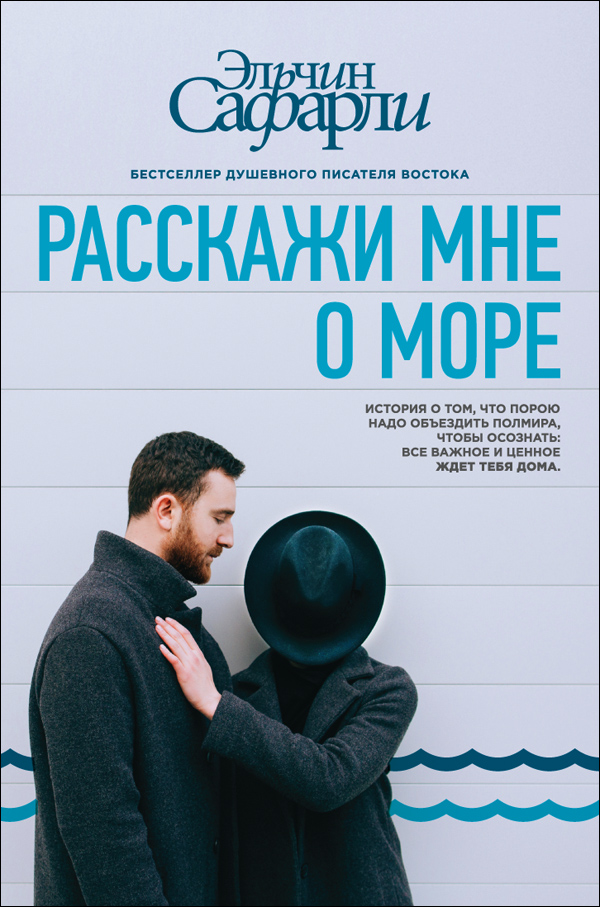 Эльчин
Сафарли
БЕСТСЕЛЛЕР ДУШЕВНОГО ПИСАТЕЛЯ ВОСТОКА
РАССКАЖИ МНЕ
О МОРЕ
ИСТОРИЯ О ТОМ, ЧТО ПОРОЮ
НАДО ОБЪЕЗДИТЬ ПОЛМИРА,
ЧТОБЫ ОСОЗНАТЬ:
ВСЕ ВАЖНОЕ И ЦЕННОЕ
ЖДЕТ ТЕБЯ ДОМА.